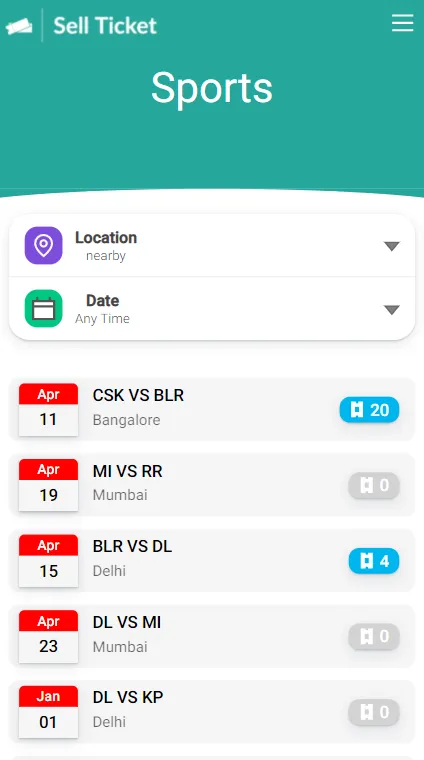 Sell Ticket
Sports
Location
nearby
Date
Any Time
Apr
11
CSK VS BLR
Bangalore
20
Apr
19
MI VS RR
Mumbai
0
Apr
15
BLR VS DL
Delhi
4
Apr
23
DL VS MI
Mumbai
0
Jan
01
DL VS KP
Delhi
0